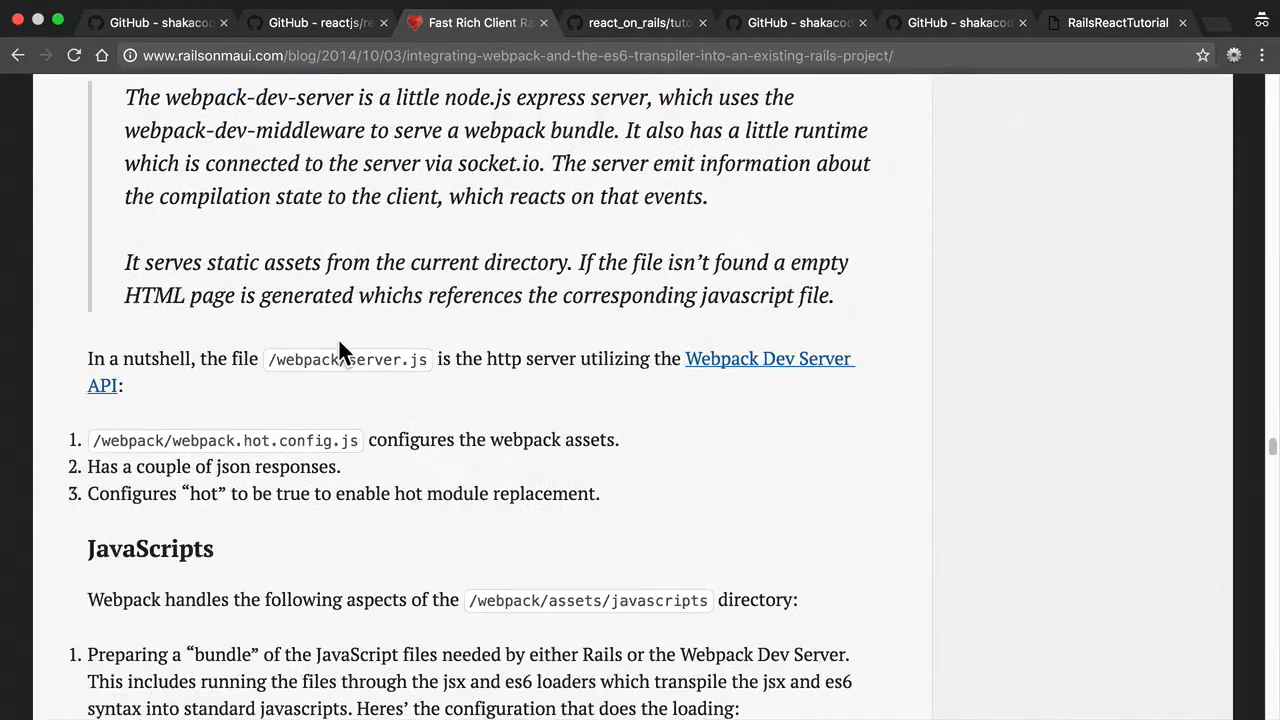 GitHub - shakacod
GitHub - reactjs/re
Fast Rich Client Ra
react_on_rails/tuto
GitHub - shakacod
GitHub - shakacod
RailsReactTutorial
www.railsonmaui.com/blog/2014/10/03/integrating-webpack-and-the-es6-transpiler-into-an-existing-rails-project/
The webpack-dev-server is a little node.js express server, which uses the
webpack-dev-middleware to serve a webpack bundle. It also has a little runtime
which is connected to the server via socket.io. The server emit information about
the compilation state to the client, which reacts on that events.
It serves static assets from the current directory. If the file isn’t found a empty
HTML page is generated whichs references the corresponding javascript file.
In a nutshell, the file /webpack/server.js is the http server utilizing the Webpack Dev Server
API:
1. /webpack/webpack.hot.config.js configures the webpack assets.
2. Has a couple of json responses.
3. Configures “hot” to be true to enable hot module replacement.
JavaScripts
Webpack handles the following aspects of the /webpack/assets/javascripts directory:
1. Preparing a “bundle” of the JavaScript files needed by either Rails or the Webpack Dev Server.
This includes running the files through the jsx and es6 loaders which transpile the jsx and es6
syntax into standard javascripts. Heres’ the configuration that does the loading: